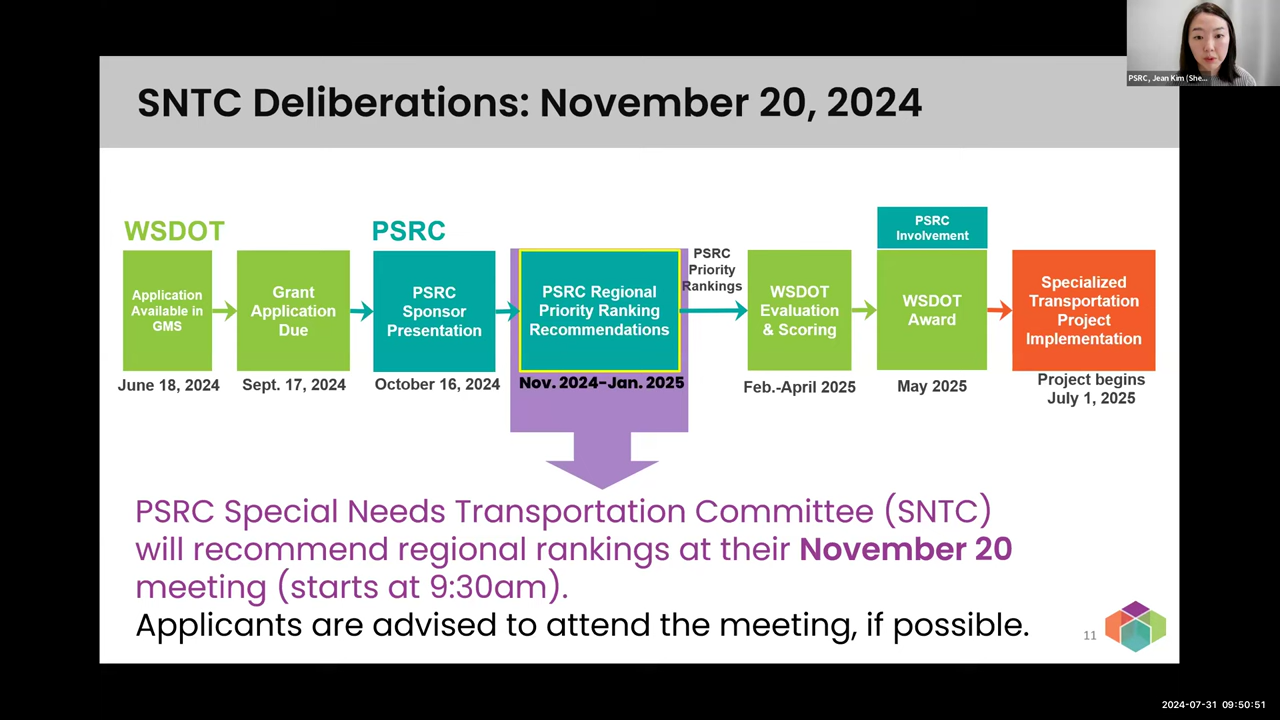 PSRC, Jean Kim (She...
SNTC Deliberations: November 20, 2024
WSDOT
PSRC
Application
Available in
GMS
June 18, 2024
Grant
Application
Due
Sept. 17, 2024
PSRC
Sponsor
Presentation
October 16, 2024
PSRC Regional
Priority Ranking
Recommendations
Nov. 2024-Jan. 2025
PSRC
Priority
Rankings
WSDOT
Evaluation
& Scoring
Feb.-April 2025
PSRC
Involvement
WSDOT
Award
May 2025
Specialized
Transportation
Project
Implementation
Project begins
July 1, 2025
PSRC Special Needs Transportation Committee (SNTC)
will recommend regional rankings at their November 20
meeting (starts at 9:30am).
Applicants are advised to attend the meeting, if possible.
11
2024-07-31 09:50:51